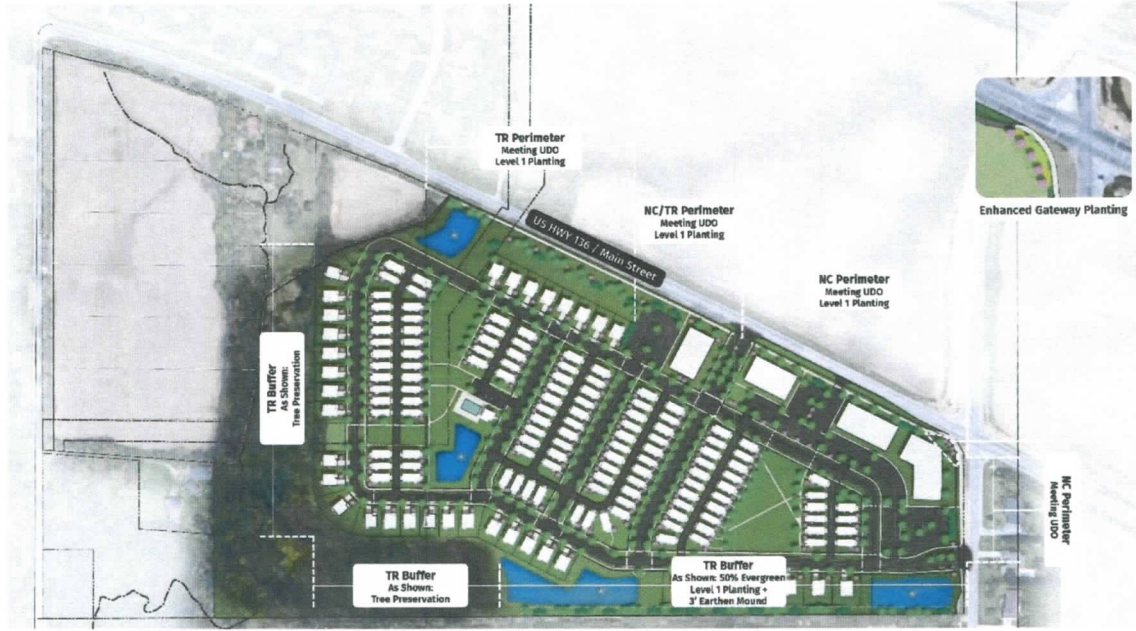 TR Perimeter
Meeting UDO
Level 1 Planting
NC/TR Perimeter
Meeting UDO
Level 1 Planting
US HWY 136 / Main Street
Enhanced Gateway Planting
NC Perimeter
Meeting UDO
Level 1 Planting
TR Buffer
As Shown:
Tree Preservation
NC Perimeter
Meeting UDO
TR Buffer
As Shown:
Tree Preservation
TR Buffer
As Shown: 50% Evergreen
Level 1 Planting +
3' Earthen Mound